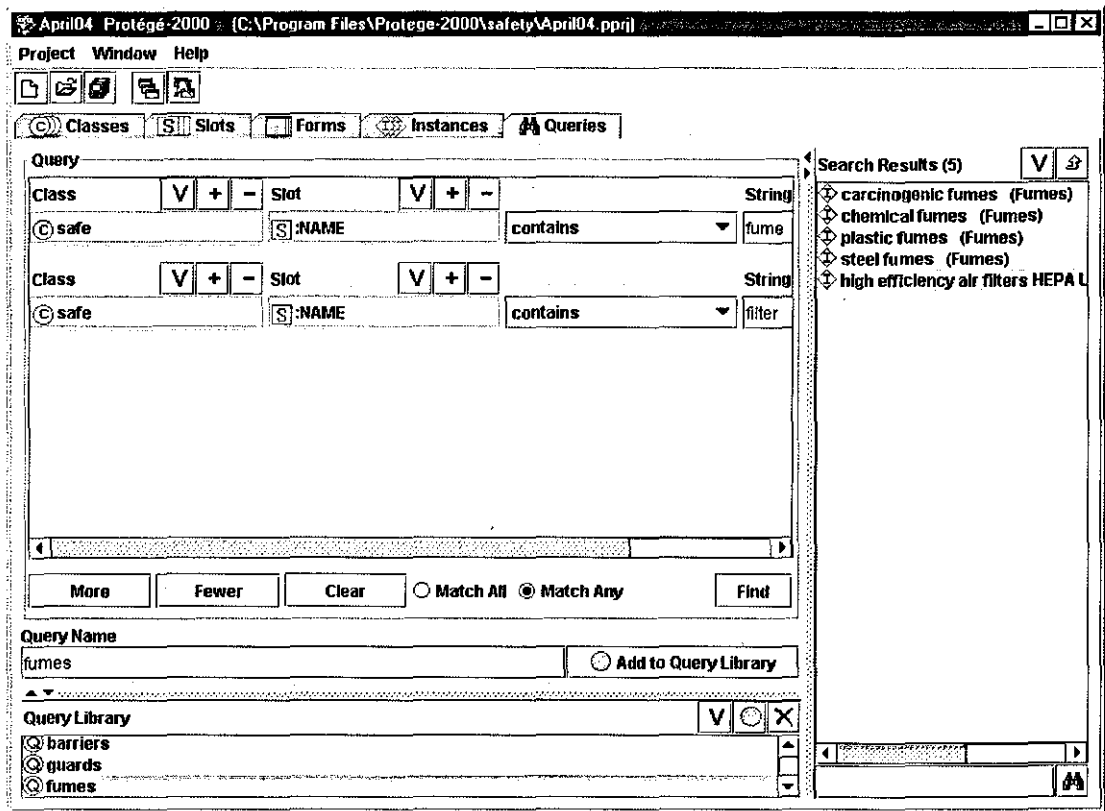 April04 Protégé-2000 (C:\Program Files\Protege-2000\safety\April04.pprj)
Project Window Help
Classes Slots Forms Instances Queries
Query
Class V + - Slot V + - String
C safe S :NAME contains fume
Class V + - Slot V + - String
C safe S :NAME contains filter
More Fewer Clear Match All Match Any Find
Query Name
fumes Add to Query Library
Query Library V
Q barriers
Q guards
Q fumes
Search Results (5) V
carcinogenic fumes (Fumes)
chemical fumes (Fumes)
plastic fumes (Fumes)
steel fumes (Fumes)
high efficiency air filters HEPA U